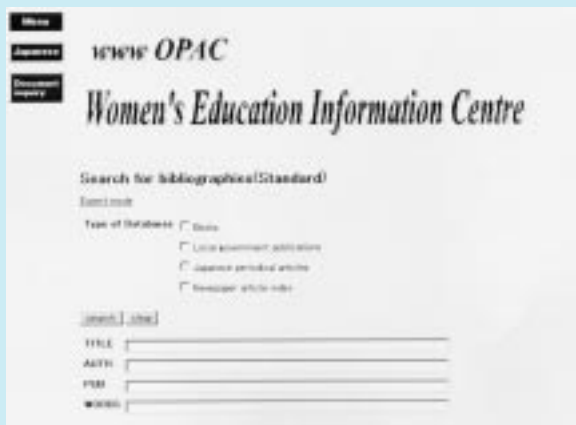 Menu
Japanese
Document inquiry
www OPAC
Women's Education Information Centre
Search for bibliographies(Standard)
Expert mode
Type of Database
Books
Local government publications
Japanese periodical articles
Newspaper article index
search clear
TITLE
AUTH
PUB
WORDS